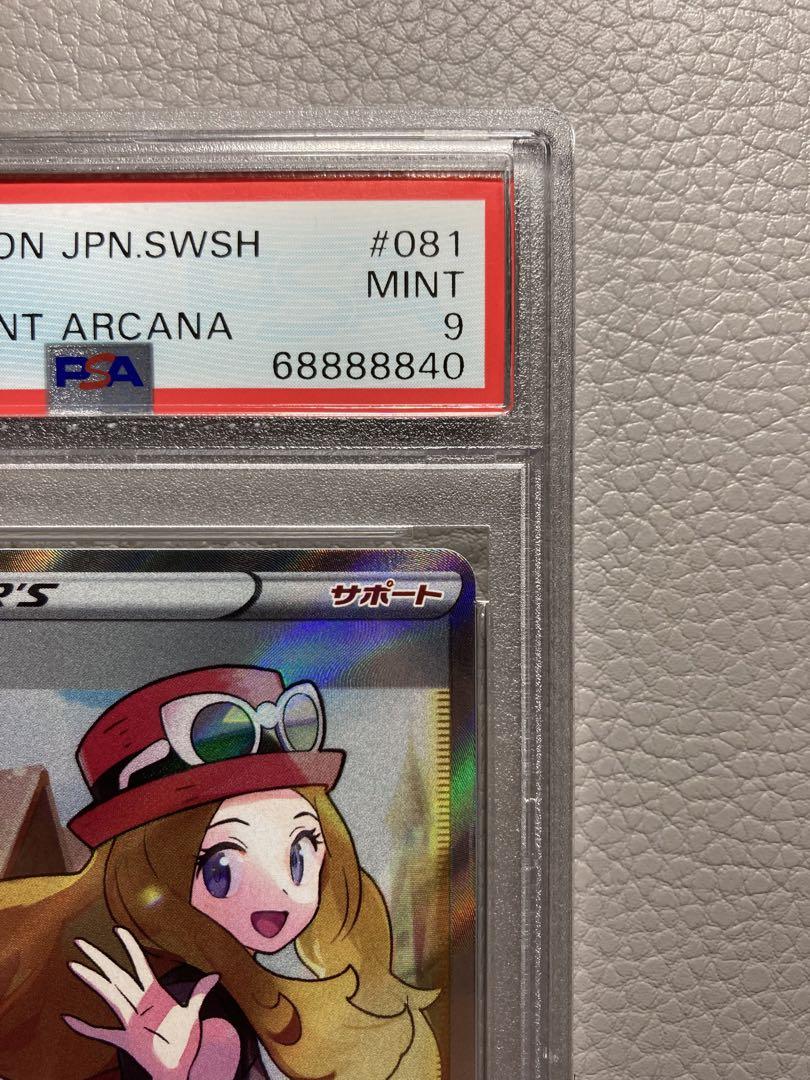 ON JPN.SWSH #081
MINT
NT ARCANA 9
PSA 68888840
R'S サポート